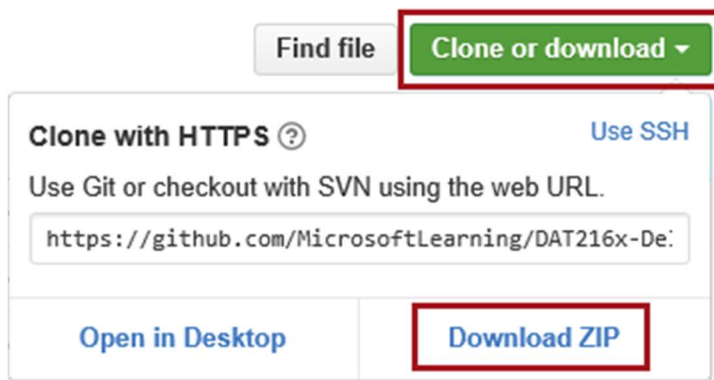 Find file
Clone or download
Clone with HTTPS ?
Use SSH
Use Git or checkout with SVN using the web URL.
https://github.com/MicrosoftLearning/DAT216x-De
Open in Desktop
Download ZIP